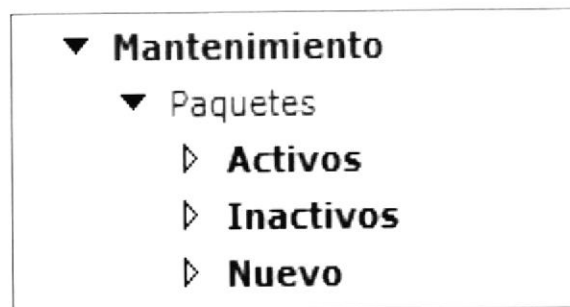 Mantenimiento
Paquetes
Activos
Inactivos
Nuevo